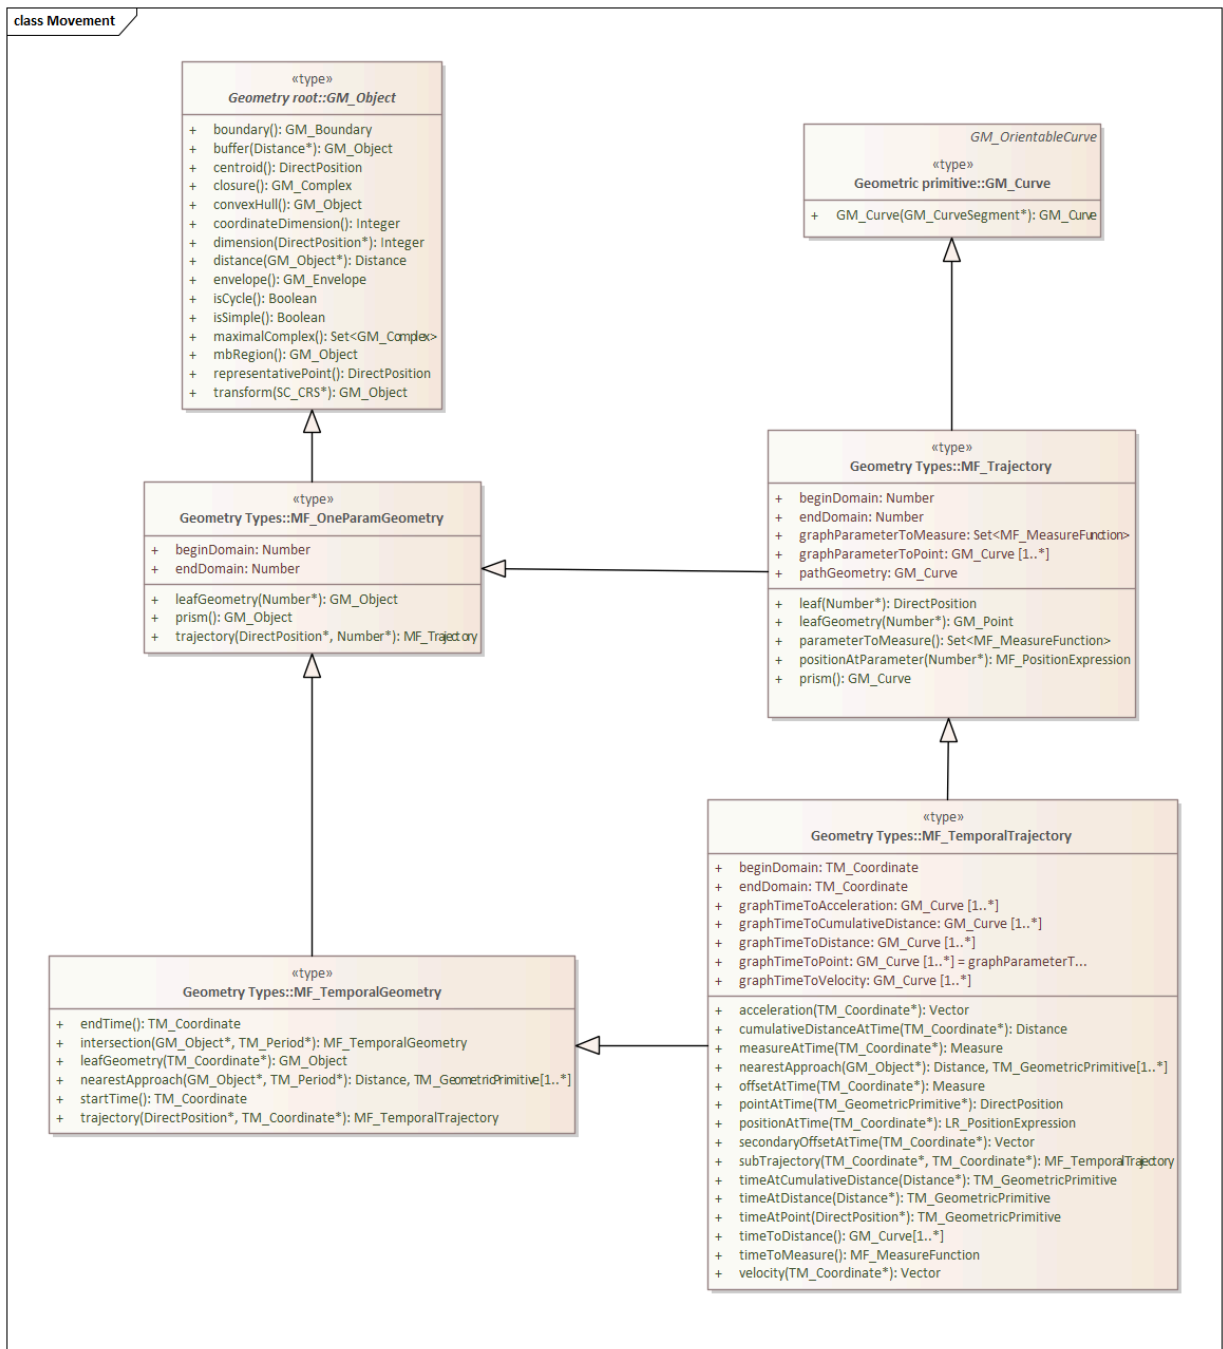 class Movement
«type»
Geometry root::GM_Object
+ boundary(): GM_Boundary
+ buffer(Distance*): GM_Object
+ centroid(): DirectPosition
+ closure(): GM_Complex
+ convexHull(): GM_Object
+ coordinateDimension(): Integer
+ dimension(DirectPosition*): Integer
+ distance(GM_Object*): Distance
+ envelope(): GM_Envelope
+ isCycle(): Boolean
+ isSimple(): Boolean
+ maximalComplex(): Set<GM_Complex>
+ mbRegion(): GM_Object
+ representativePoint(): DirectPosition
+ transform(SC_CRS*): GM_Object
GM_OrientableCurve
«type»
Geometric primitive::GM_Curve
+ GM_Curve(GM_CurveSegment*): GM_Curve
«type»
Geometry Types::MF_OneParamGeometry
+ beginDomain: Number
+ endDomain: Number
+ leafGeometry(Number*): GM_Object
+ prism(): GM_Object
+ trajectory(DirectPosition*, Number*): MF_Trajectory
«type»
Geometry Types::MF_Trajectory
+ beginDomain: Number
+ endDomain: Number
+ graphParameterToMeasure: Set<MF_MeasureFunction>
+ graphParameterToPoint: GM_Curve [1..*]
+ pathGeometry: GM_Curve
+ leaf(Number*): DirectPosition
+ leafGeometry(Number*): GM_Point
+ parameterToMeasure(): Set<MF_MeasureFunction>
+ positionAtParameter(Number*): MF_PositionExpression
+ prism(): GM_Curve
«type»
Geometry Types::MF_TemporalGeometry
+ endTime(): TM_Coordinate
+ intersection(GM_Object*, TM_Period*): MF_TemporalGeometry
+ leafGeometry(TM_Coordinate*): GM_Object
+ nearestApproach(GM_Object*, TM_Period*): Distance, TM_GeometricPrimitive[1..*]
+ startTime(): TM_Coordinate
+ trajectory(DirectPosition*, TM_Coordinate*): MF_TemporalTrajectory
«type»
Geometry Types::MF_TemporalTrajectory
+ beginDomain: TM_Coordinate
+ endDomain: TM_Coordinate
+ graphTimeToAcceleration: GM_Curve [1..*]
+ graphTimeToCumulativeDistance: GM_Curve [1..*]
+ graphTimeToDistance: GM_Curve [1..*]
+ graphTimeToPoint: GM_Curve [1..*] = graphParameterT...
+ graphTimeToVelocity: GM_Curve [1..*]
+ acceleration(TM_Coordinate*): Vector
+ cumulativeDistanceAtTime(TM_Coordinate*): Distance
+ measureAtTime(TM_Coordinate*): Measure
+ nearestApproach(GM_Object*): Distance, TM_GeometricPrimitive[1..*]
+ offsetAtTime(TM_Coordinate*): Measure
+ pointAtTime(TM_GeometricPrimitive*): DirectPosition
+ positionAtTime(TM_Coordinate*): LR_PositionExpression
+ secondaryOffsetAtTime(TM_Coordinate*): Vector
+ subTrajectory(TM_Coordinate*, TM_Coordinate*): MF_TemporalTrajectory
+ timeAtCumulativeDistance(Distance*): TM_GeometricPrimitive
+ timeAtDistance(Distance*): TM_GeometricPrimitive
+ timeAtPoint(DirectPosition*): TM_GeometricPrimitive
+ timeToDistance(): GM_Curve[1..*]
+ timeToMeasure(): MF_MeasureFunction
+ velocity(TM_Coordinate*): Vector